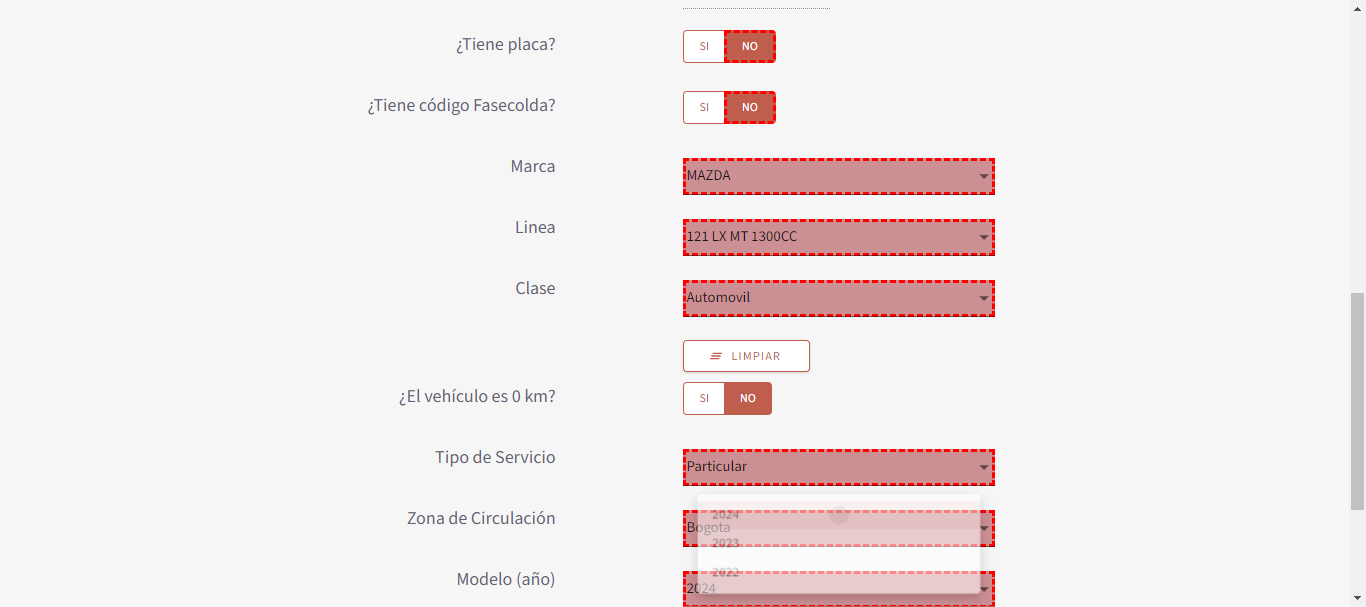 ¿Tiene placa? SI NO
¿Tiene código Fasecolda? SI NO
Marca MAZDA
Linea 121 LX MT 1300CC
Clase Automovil
LIMPIAR
¿El vehículo es 0 km? SI NO
Tipo de Servicio Particular
2024
Zona de Circulación Bogota
2023
2022
Modelo (año) 2024